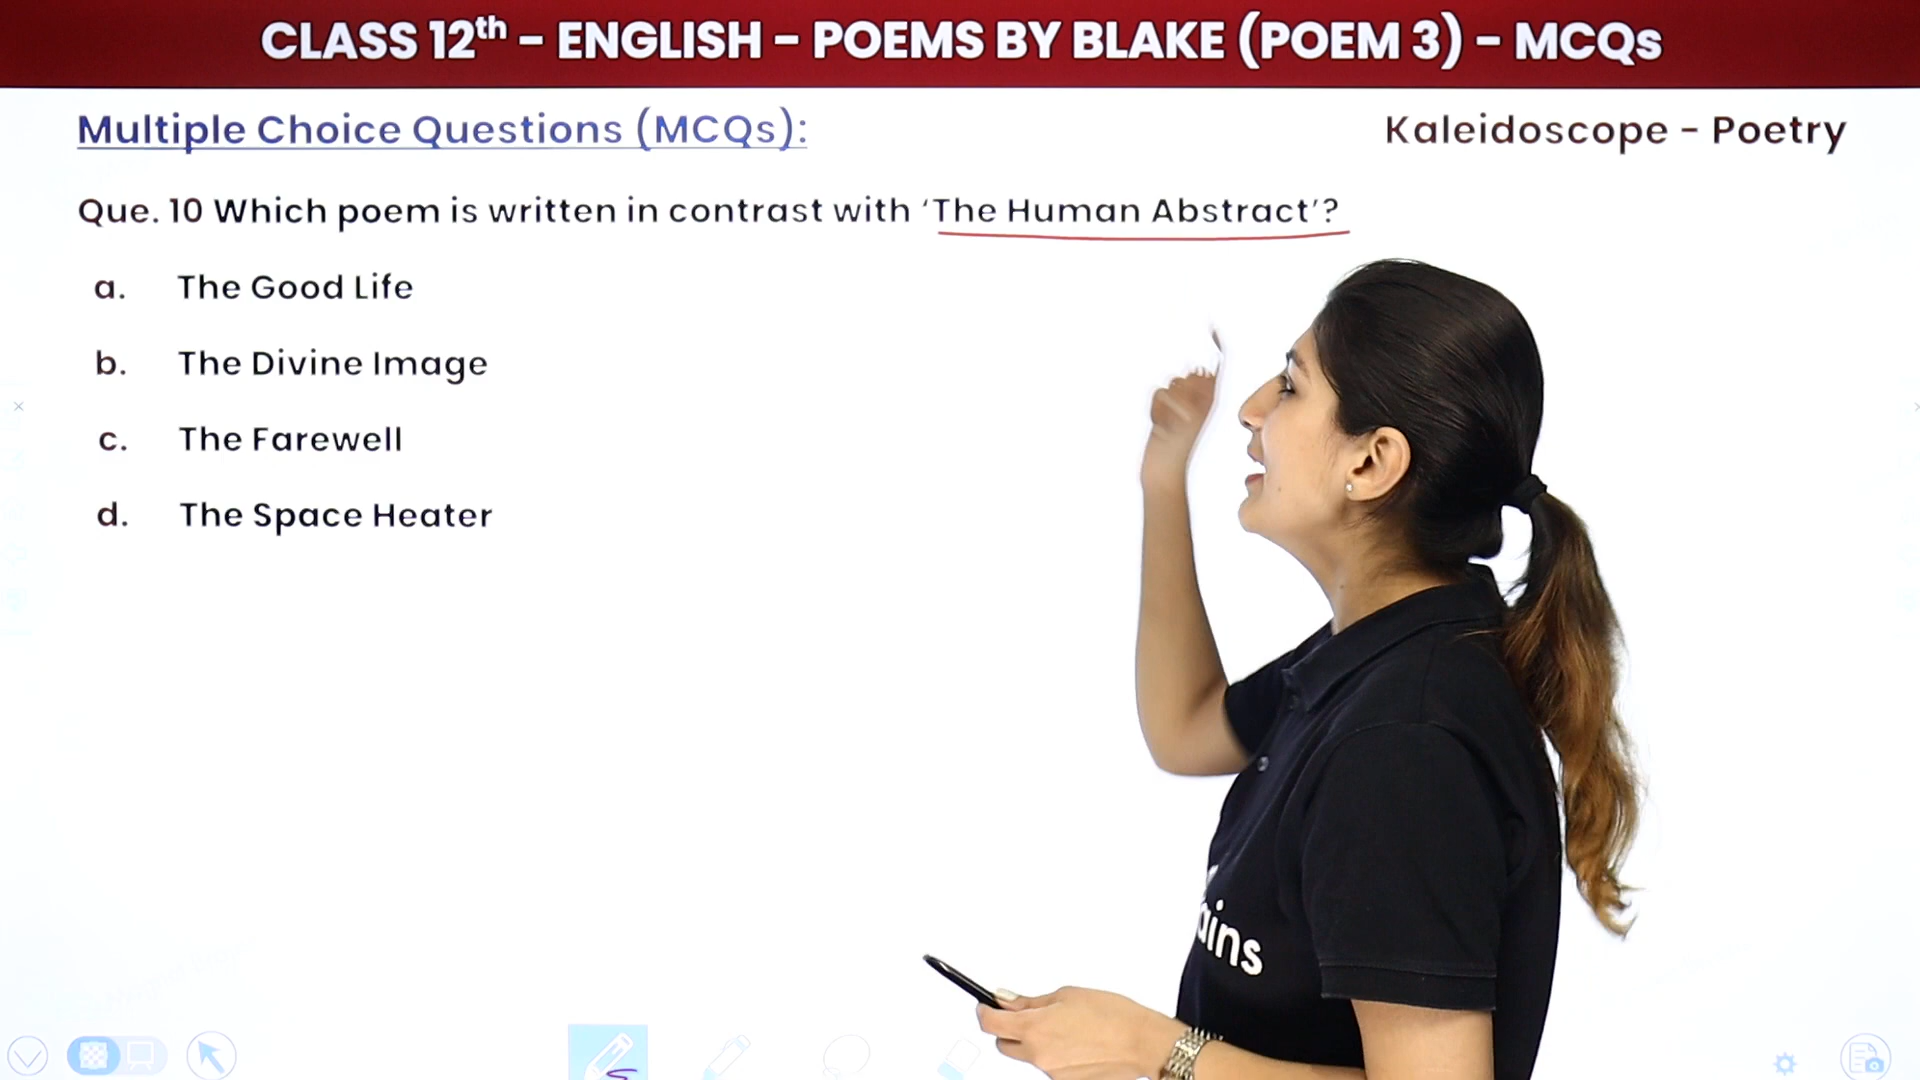 CLASS 12th – ENGLISH – POEMS BY BLAKE (POEM 3) – MCQs
Multiple Choice Questions (MCQs):
Kaleidoscope – Poetry
Que. 10 Which poem is written in contrast with ‘The Human Abstract’?
a. The Good Life
b. The Divine Image
c. The Farewell
d. The Space Heater